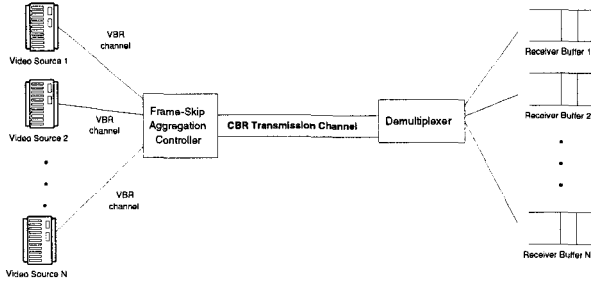 VBR
channel
Video Source 1
Receiver Buffer 1
VBR
channel
Video Source 2
Frame-Skip
Aggregation
Controller
CBR Transmission Channel
Demultiplexer
Receiver Buffer 2
VBR
channel
Video Source N
Receiver Buffer N